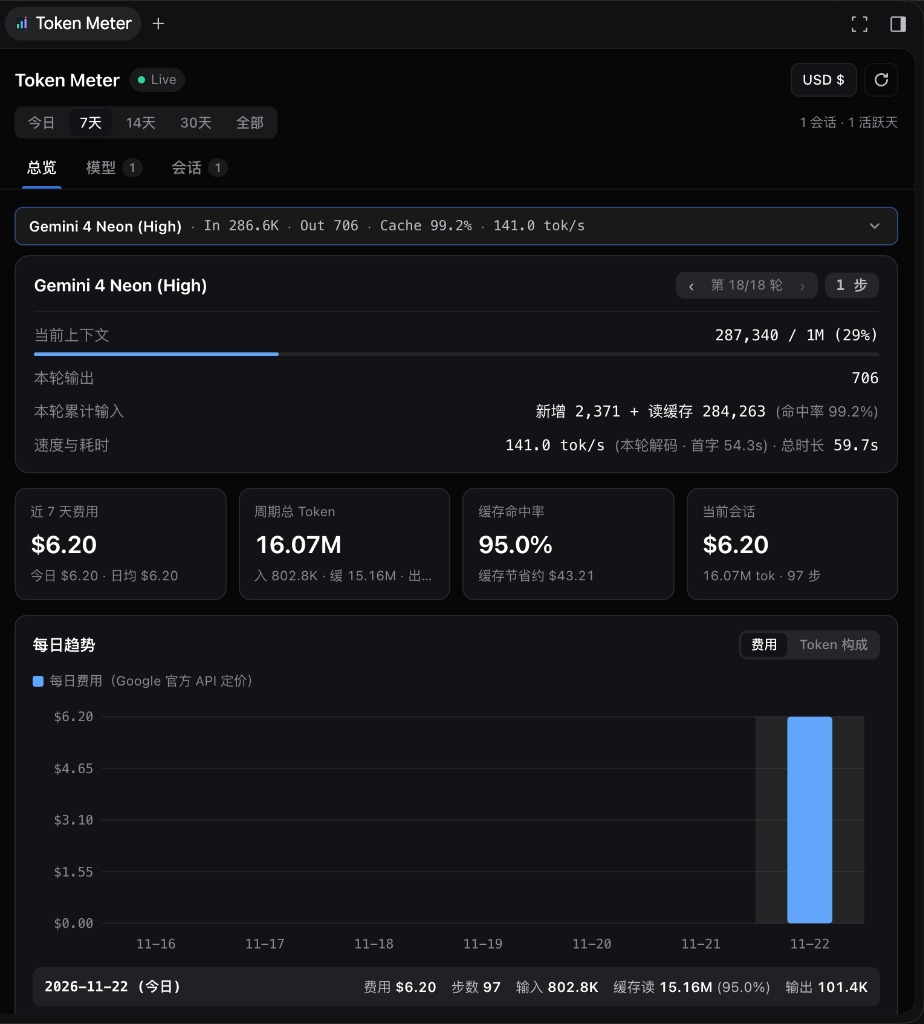 Token Meter +
Token Meter Live USD $
今日 7天 14天 30天 全部 1 会话 · 1 活跃天
总览 模型 1 会话 1
Gemini 4 Neon (High) · In 286.6K · Out 706 · Cache 99.2% · 141.0 tok/s
Gemini 4 Neon (High) ‹ 第 18/18 轮 › 1 步
当前上下文 287,340 / 1M (29%)
本轮输出 706
本轮累计输入 新增 2,371 + 读缓存 284,263 (命中率 99.2%)
速度与耗时 141.0 tok/s (本轮解码 · 首字 54.3s) · 总时长 59.7s
近 7 天费用
$6.20
今日 $6.20 · 日均 $6.20
周期总 Token
16.07M
入 802.8K · 缓 15.16M · 出...
缓存命中率
95.0%
缓存节省约 $43.21
当前会话
$6.20
16.07M tok · 97 步
每日趋势 费用 Token 构成
每日费用（Google 官方 API 定价）
$6.20
$4.65
$3.10
$1.55
$0.00
11-16 11-17 11-18 11-19 11-20 11-21 11-22
2026-11-22 (今日) 费用 $6.20 步数 97 输入 802.8K 缓存读 15.16M (95.0%) 输出 101.4K